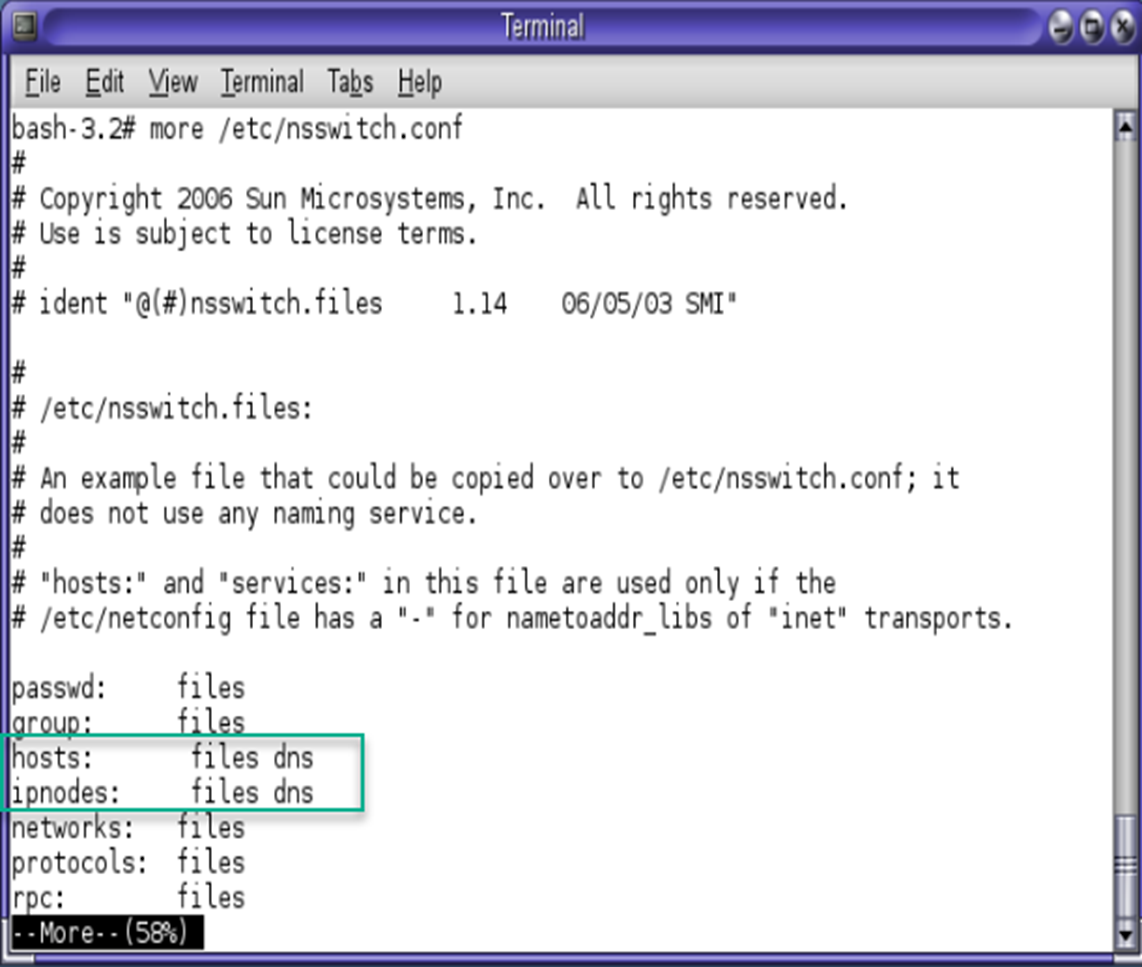 Terminal
File Edit View Terminal Tabs Help
bash-3.2# more /etc/nsswitch.conf
#
# Copyright 2006 Sun Microsystems, Inc.  All rights reserved.
# Use is subject to license terms.
#
# ident "@(#)nsswitch.files     1.14    06/05/03 SMI"

#
# /etc/nsswitch.files:
#
# An example file that could be copied over to /etc/nsswitch.conf; it
# does not use any naming service.
#
# "hosts:" and "services:" in this file are used only if the
# /etc/netconfig file has a "-" for nametoaddr_libs of "inet" transports.

passwd:     files
group:      files
hosts:       files dns
ipnodes:     files dns
networks:   files
protocols:  files
rpc:        files
--More--(58%)